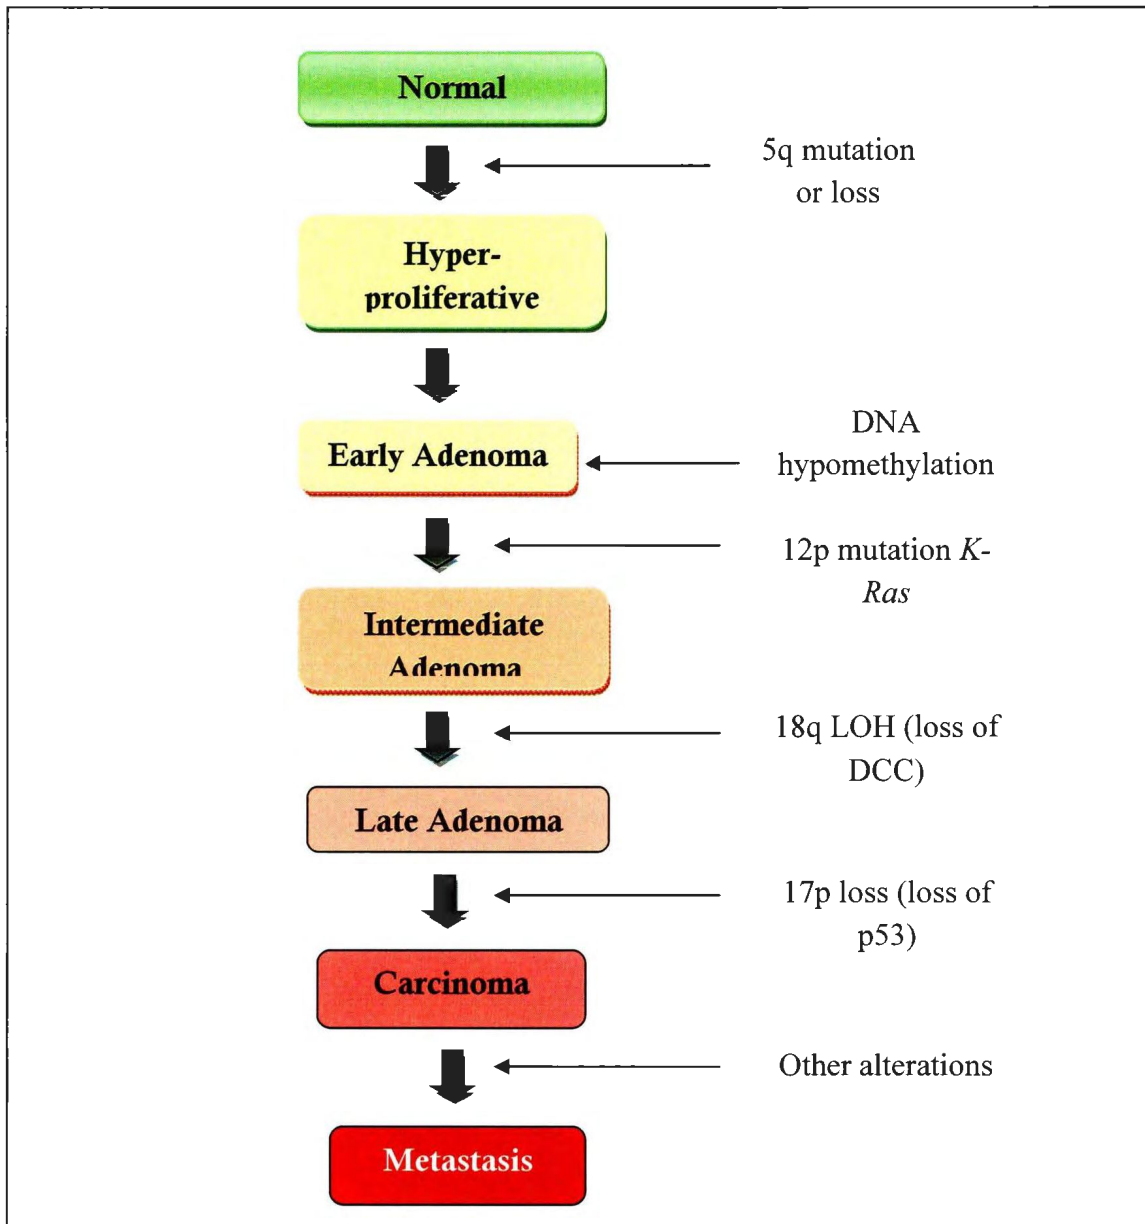 Normal
5q mutation
or loss
Hyper-
proliferative
Early Adenoma
DNA
hypomethylation
12p mutation K-
Ras
Intermediate
Adenoma
18q LOH (loss of
DCC)
Late Adenoma
17p loss (loss of
p53)
Carcinoma
Other alterations
Metastasis